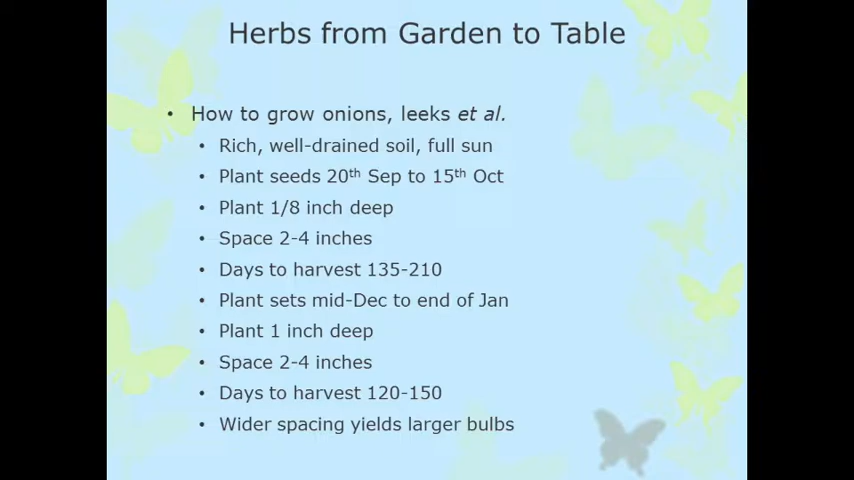 Herbs from Garden to Table
• How to grow onions, leeks et al.
• Rich, well-drained soil, full sun
• Plant seeds 20th Sep to 15th Oct
• Plant 1/8 inch deep
• Space 2-4 inches
• Days to harvest 135-210
• Plant sets mid-Dec to end of Jan
• Plant 1 inch deep
• Space 2-4 inches
• Days to harvest 120-150
• Wider spacing yields larger bulbs